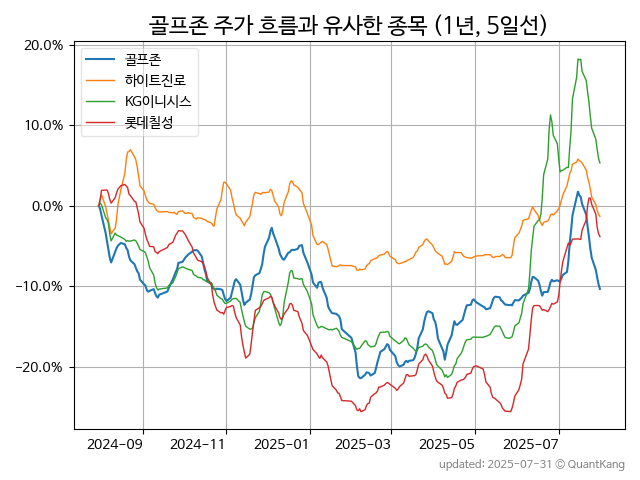 골프존 주가 흐름과 유사한 종목 (1년, 5일선)
20.0%
10.0%
0.0%
−10.0%
−20.0%
골프존
하이트진로
KG이니시스
롯데칠성
2024-09 2024-11 2025-01 2025-03 2025-05 2025-07
updated: 2025-07-31 © QuantKang